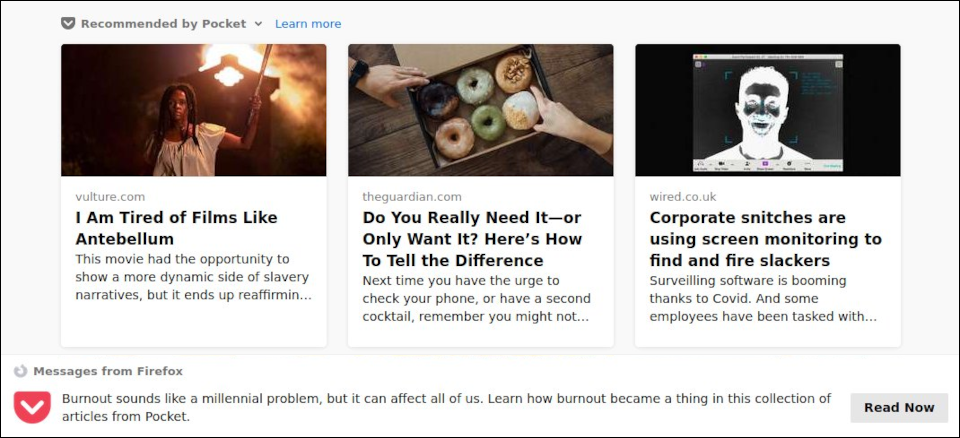 Recommended by Pocket
Learn more
vulture.com
I Am Tired of Films Like
Antebellum
This movie had the opportunity to
show a more dynamic side of slavery
narratives, but it ends up reaffirmin…
theguardian.com
Do You Really Need It—or
Only Want It? Here’s How
To Tell the Difference
Next time you have the urge to
check your phone, or have a second
cocktail, remember you might not…
wired.co.uk
Corporate snitches are
using screen monitoring to
find and fire slackers
Surveilling software is booming
thanks to Covid. And some
employees have been tasked with…
Messages from Firefox
Burnout sounds like a millennial problem, but it can affect all of us. Learn how burnout became a thing in this collection of
articles from Pocket.
Read Now